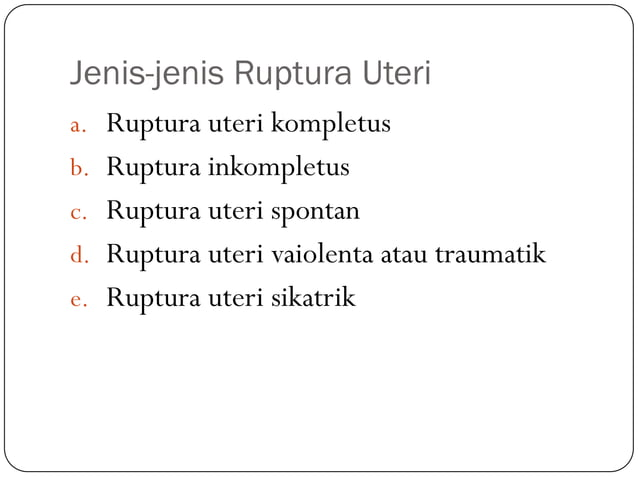 Jenis-jenis Ruptura Uteri
a. Ruptura uteri kompletus
b. Ruptura inkompletus
c. Ruptura uteri spontan
d. Ruptura uteri vaiolenta atau traumatik
e. Ruptura uteri sikatrik